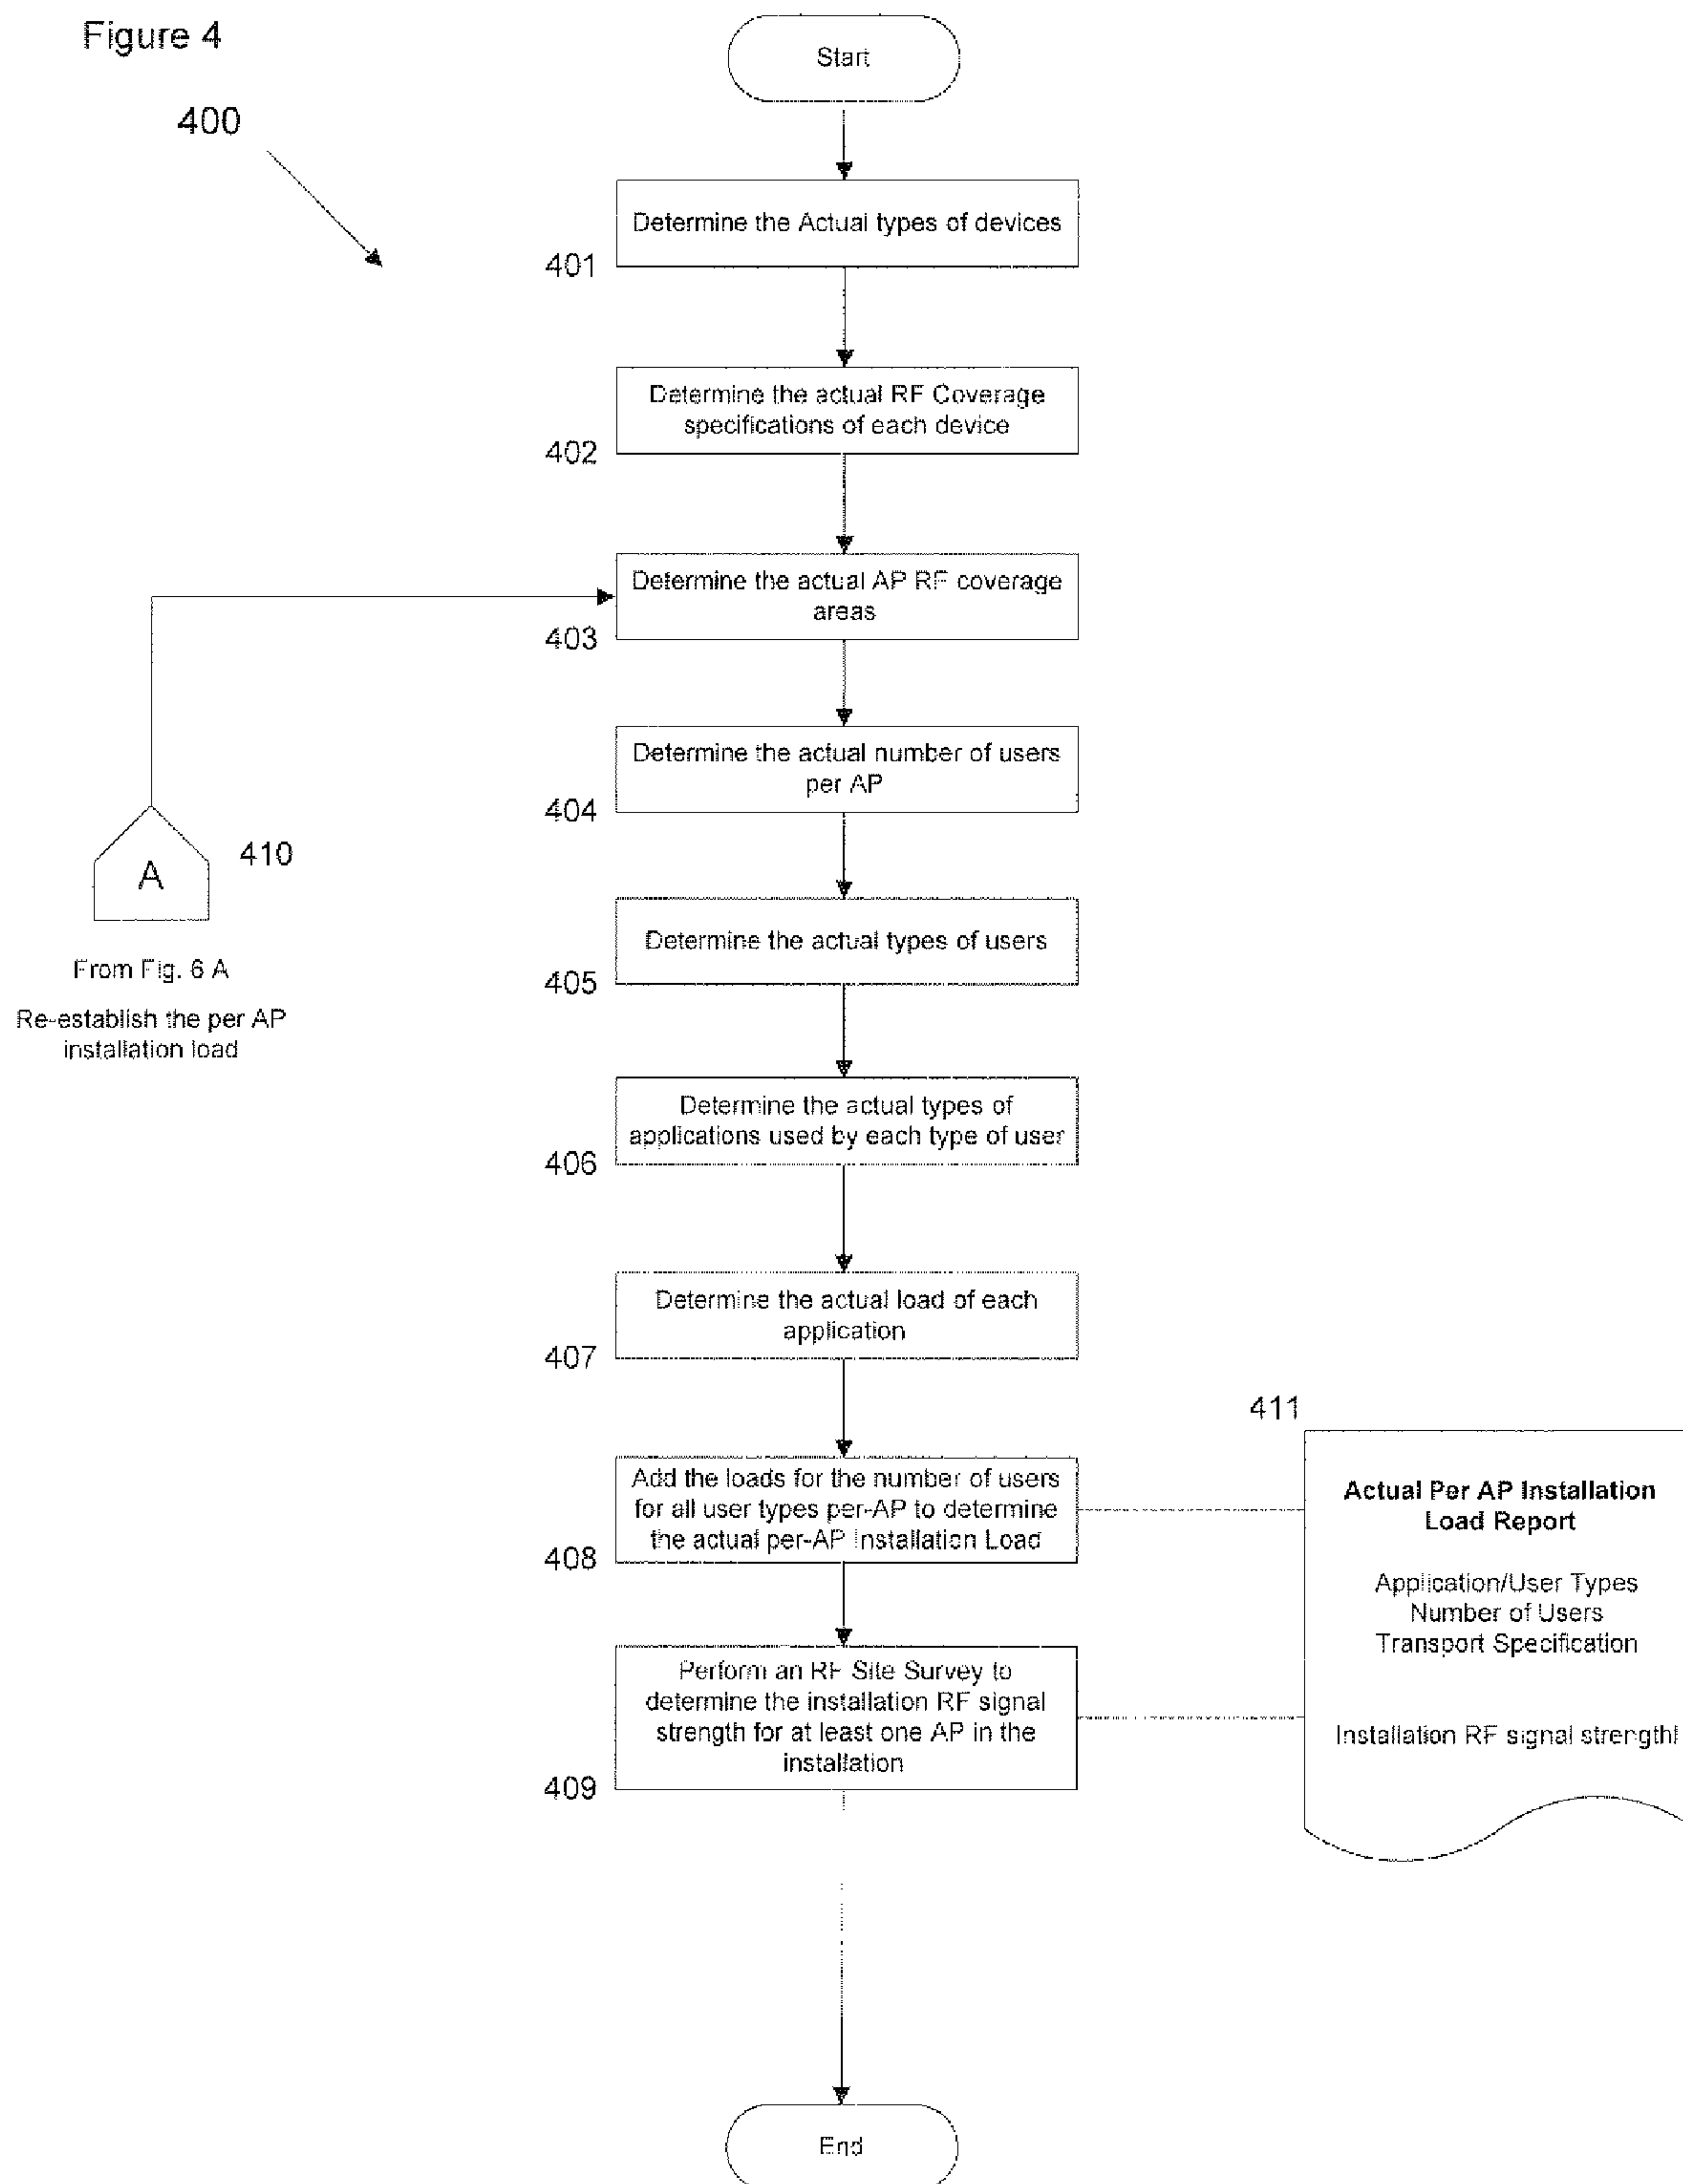 Figure 4
400
Start
Determine the Actual types of devices
401
Determine the actual RF Coverage
specifications of each device
402
Determine the actual AP RF coverage
areas
403
Determine the actual number of users
per AP
404
A
410
From Fig. 6 A
Re-establish the per AP
installation load
Determine the actual types of users
405
Determine the actual types of
applications used by each type of user
406
Determine the actual load of each
application
407
Add the loads for the number of users
for all user types per-AP to determine
the actual per-AP Installation Load
408
Perform an RF Site Survey to
determine the installation RF signal
strength for at least one AP in the
installation
409
411
Actual Per AP Installation
Load Report
Application/User Types
Number of Users
Transport Specification
Installation RF signal strength
End